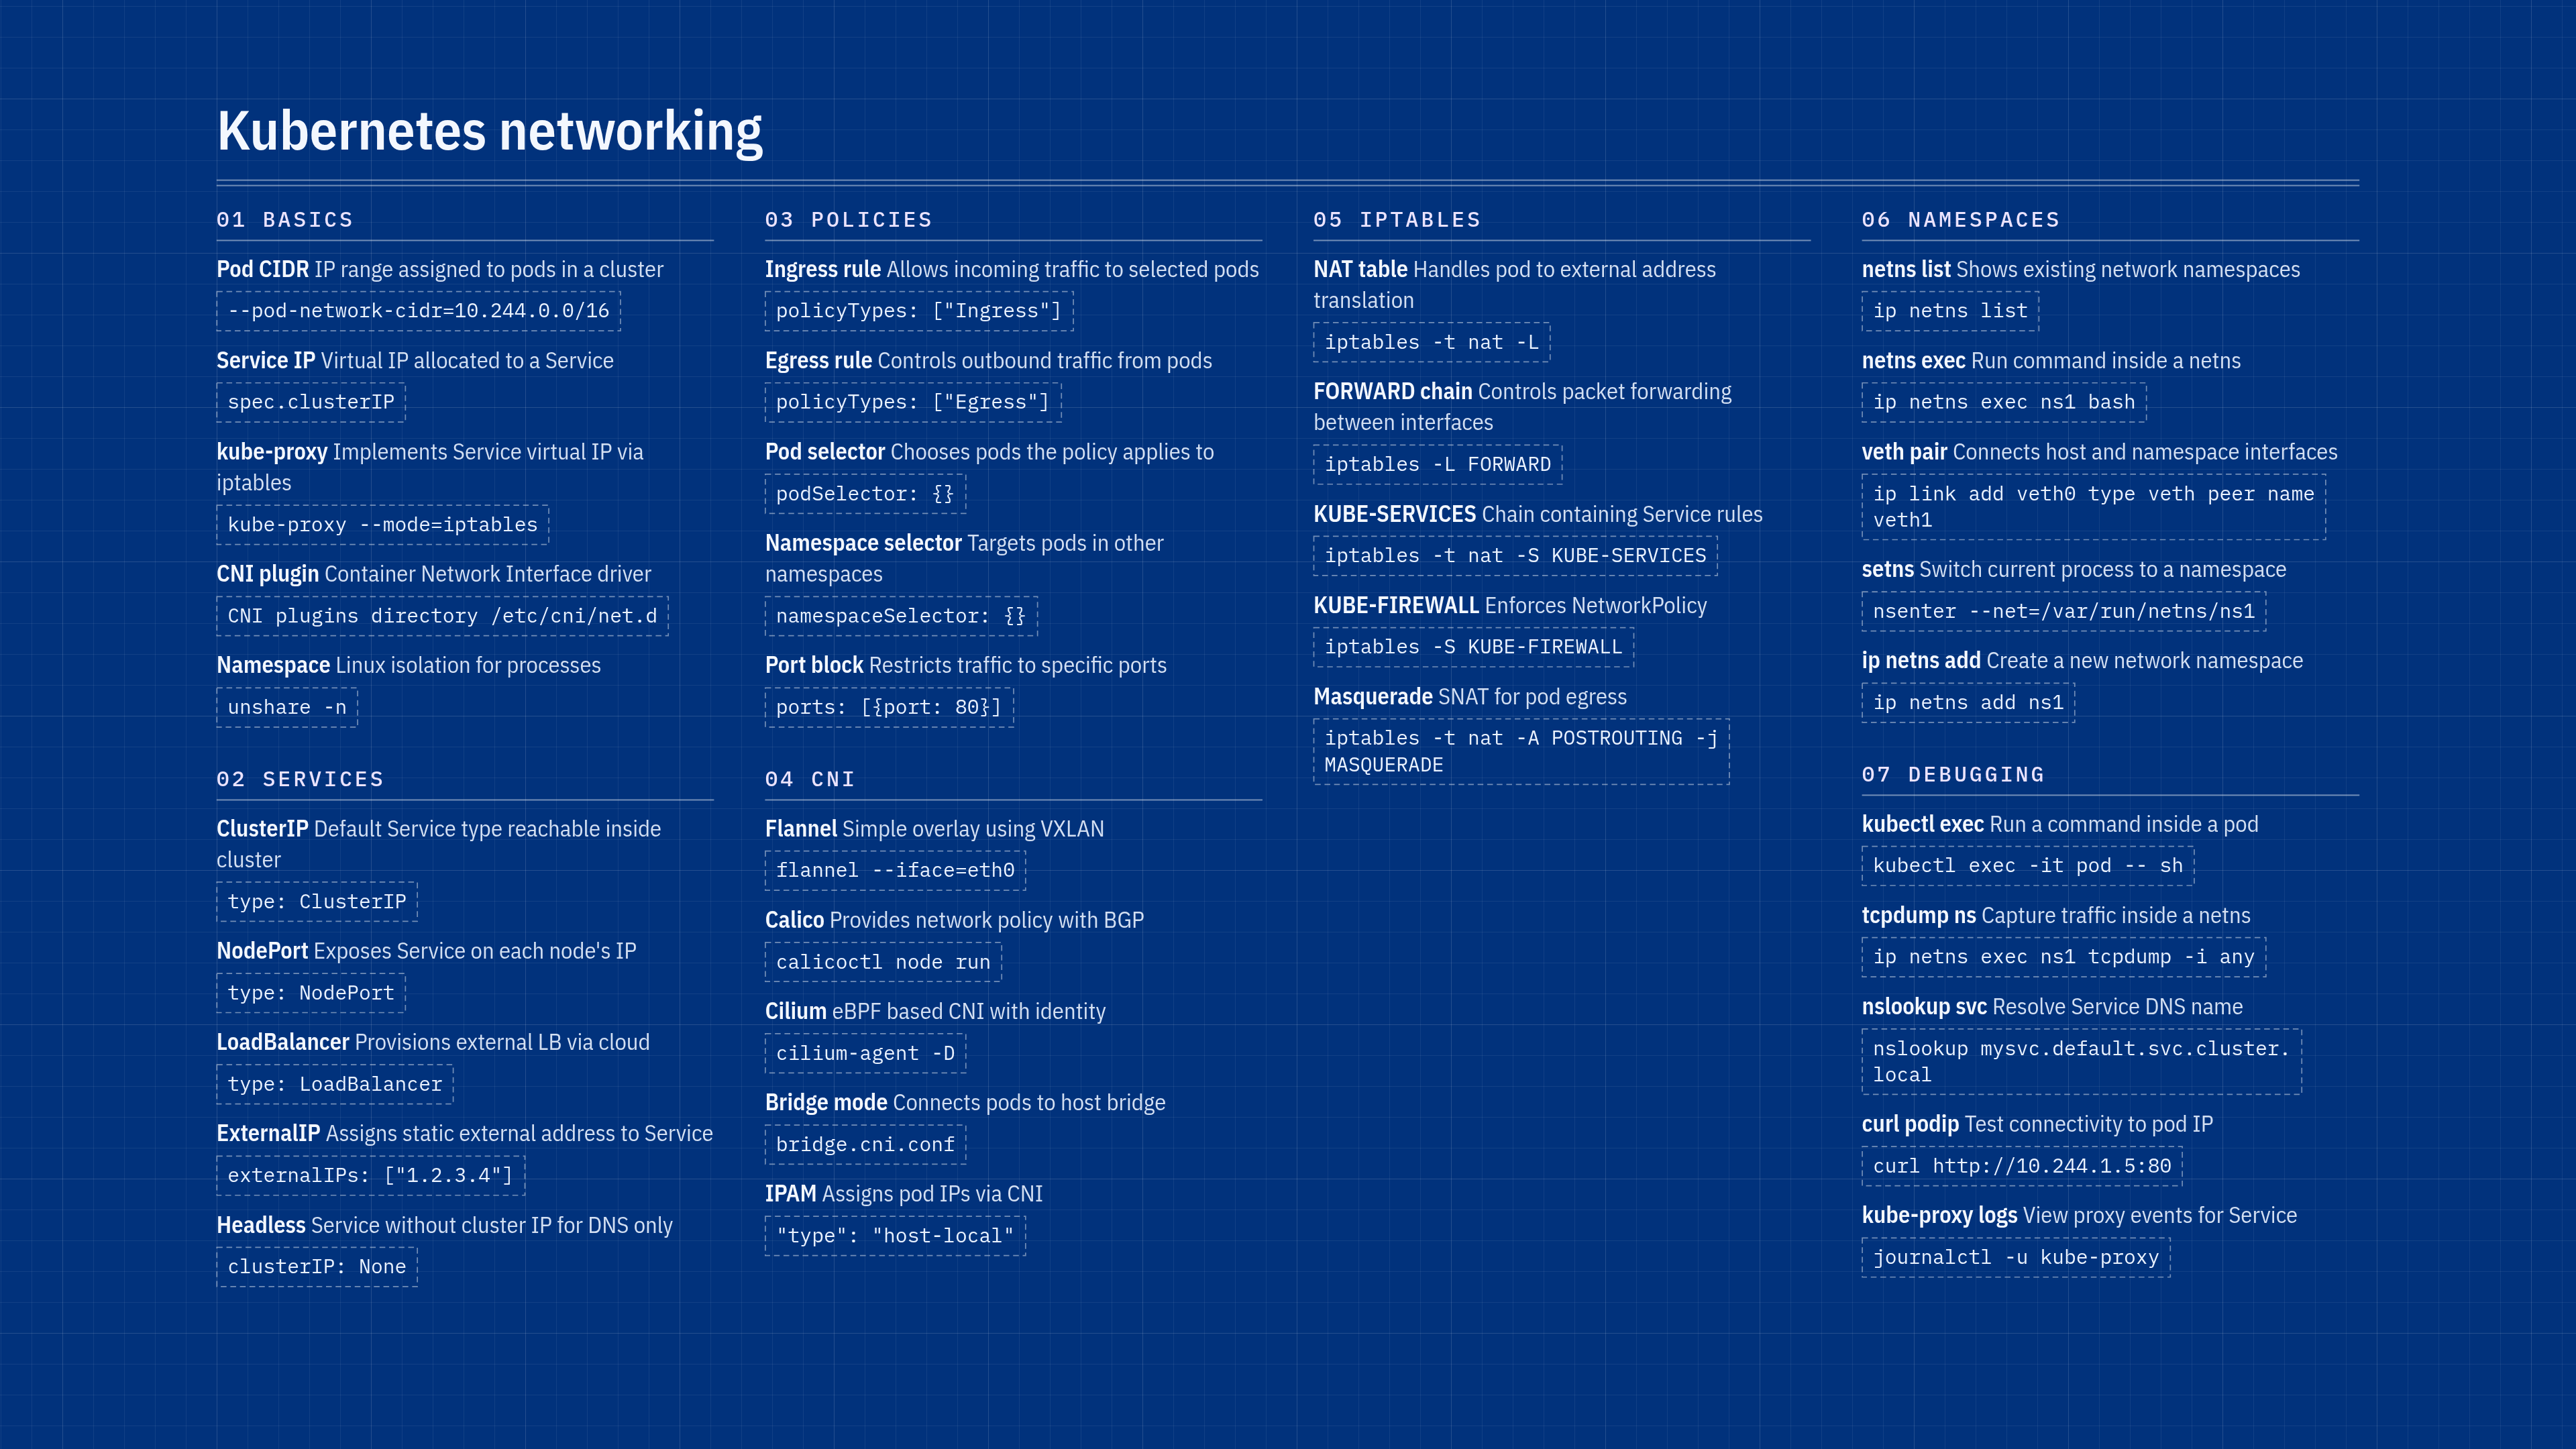 Kubernetes networking
01 BASICS
Pod CIDR IP range assigned to pods in a cluster
--pod-network-cidr=10.244.0.0/16
Service IP Virtual IP allocated to a Service
spec.clusterIP
kube-proxy Implements Service virtual IP via
iptables
kube-proxy --mode=iptables
CNI plugin Container Network Interface driver
CNI plugins directory /etc/cni/net.d
Namespace Linux isolation for processes
unshare -n
02 SERVICES
ClusterIP Default Service type reachable inside
cluster
type: ClusterIP
NodePort Exposes Service on each node's IP
type: NodePort
LoadBalancer Provisions external LB via cloud
type: LoadBalancer
ExternalIP Assigns static external address to Service
externalIPs: ["1.2.3.4"]
Headless Service without cluster IP for DNS only
clusterIP: None
03 POLICIES
Ingress rule Allows incoming traffic to selected pods
policyTypes: ["Ingress"]
Egress rule Controls outbound traffic from pods
policyTypes: ["Egress"]
Pod selector Chooses pods the policy applies to
podSelector: {}
Namespace selector Targets pods in other
namespaces
namespaceSelector: {}
Port block Restricts traffic to specific ports
ports: [{port: 80}]
04 CNI
Flannel Simple overlay using VXLAN
flannel --iface=eth0
Calico Provides network policy with BGP
calicoctl node run
Cilium eBPF based CNI with identity
cilium-agent -D
Bridge mode Connects pods to host bridge
bridge.cni.conf
IPAM Assigns pod IPs via CNI
"type": "host-local"
05 IPTABLES
NAT table Handles pod to external address
translation
iptables -t nat -L
FORWARD chain Controls packet forwarding
between interfaces
iptables -L FORWARD
KUBE-SERVICES Chain containing Service rules
iptables -t nat -S KUBE-SERVICES
KUBE-FIREWALL Enforces NetworkPolicy
iptables -S KUBE-FIREWALL
Masquerade SNAT for pod egress
iptables -t nat -A POSTROUTING -j
MASQUERADE
06 NAMESPACES
netns list Shows existing network namespaces
ip netns list
netns exec Run command inside a netns
ip netns exec ns1 bash
veth pair Connects host and namespace interfaces
ip link add veth0 type veth peer name
veth1
setns Switch current process to a namespace
nsenter --net=/var/run/netns/ns1
ip netns add Create a new network namespace
ip netns add ns1
07 DEBUGGING
kubectl exec Run a command inside a pod
kubectl exec -it pod -- sh
tcpdump ns Capture traffic inside a netns
ip netns exec ns1 tcpdump -i any
nslookup svc Resolve Service DNS name
nslookup mysvc.default.svc.cluster.
local
curl podip Test connectivity to pod IP
curl http://10.244.1.5:80
kube-proxy logs View proxy events for Service
journalctl -u kube-proxy